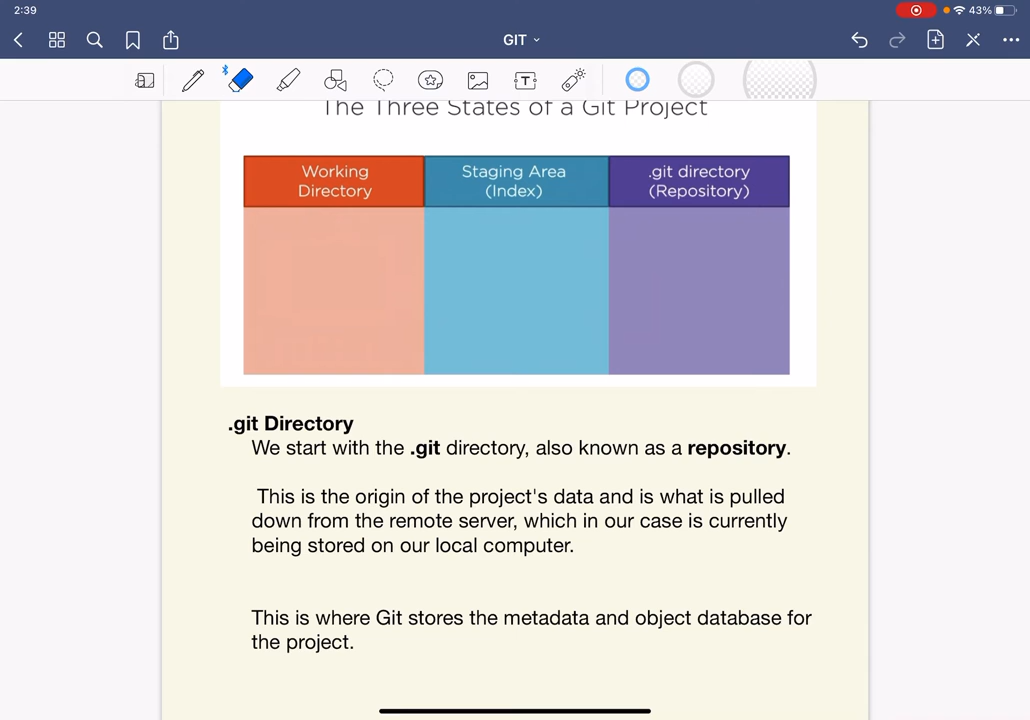 2:39
43%
GIT
T
The Three States of a Git Project
Working
Directory
Staging Area
(Index)
.git directory
(Repository)
.git Directory
We start with the .git directory, also known as a repository.
This is the origin of the project's data and is what is pulled
down from the remote server, which in our case is currently
being stored on our local computer.
This is where Git stores the metadata and object database for
the project.